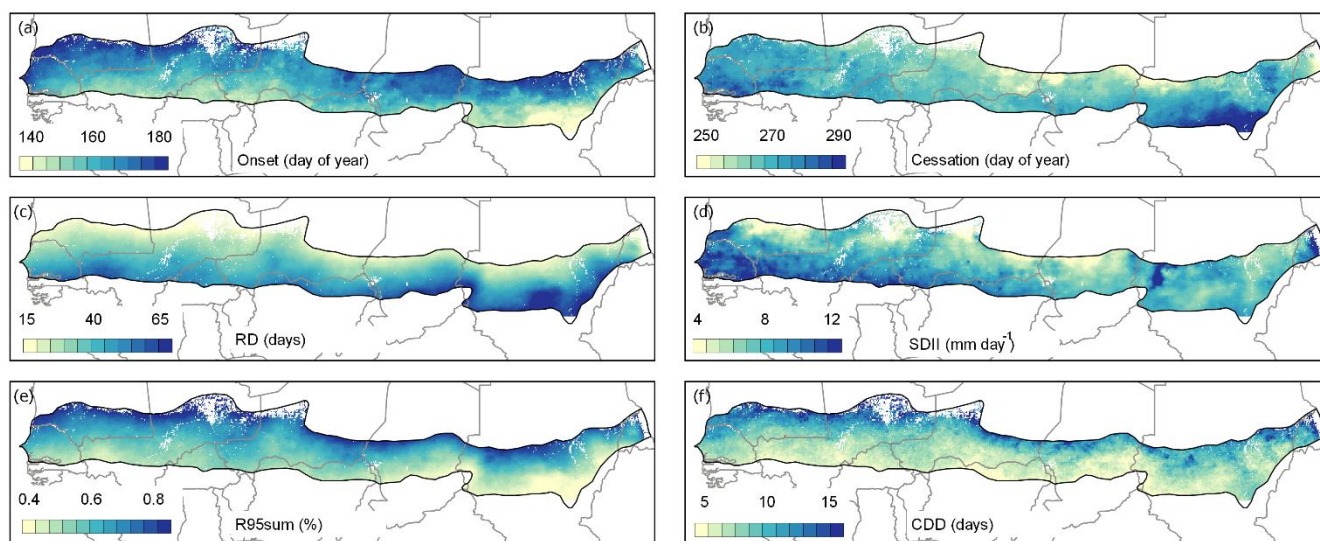 (a)
140 160 180
Onset (day of year)
(b)
250 270 290
Cessation (day of year)
(c)
15 40 65
RD (days)
(d)
4 8 12
SDII (mm day-1)
(e)
0.4 0.6 0.8
R95sum (%)
(f)
5 10 15
CDD (days)